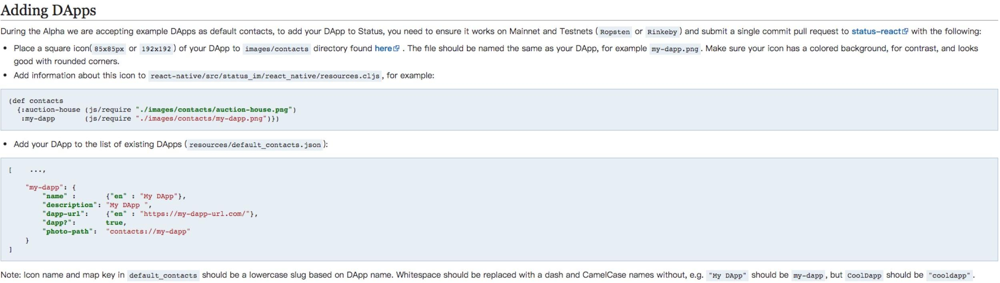 Adding DApps
During the Alpha we are accepting example DApps as default contacts, to add your DApp to Status, you need to ensure it works on Mainnet and Testnets ( Ropsten or Rinkeby ) and submit a single commit pull request to status-react with the following:
• Place a square icon( 85x85px or 192x192 ) of your DApp to images/contacts directory found here . The file should be named the same as your DApp, for example my-dapp.png . Make sure your icon has a colored background, for contrast, and looks
good with rounded corners.
• Add information about this icon to react-native/src/status_im/react_native/resources.cljs , for example:
(def contacts
  {:auction-house (js/require "./images/contacts/auction-house.png")
   :my-dapp       (js/require "./images/contacts/my-dapp.png")})
• Add your DApp to the list of existing DApps ( resources/default_contacts.json ):
[    ...,
    "my-dapp": {
        "name" :       {"en" : "My DApp"},
        "description": "My DApp ",
        "dapp-url":    {"en" : "https://my-dapp-url.com/"},
        "dapp?":       true,
        "photo-path":  "contacts://my-dapp"
    }
]
Note: Icon name and map key in default_contacts should be a lowercase slug based on DApp name. Whitespace should be replaced with a dash and CamelCase names without, e.g. "My DApp" should be my-dapp , but CoolDapp should be "cooldapp" .